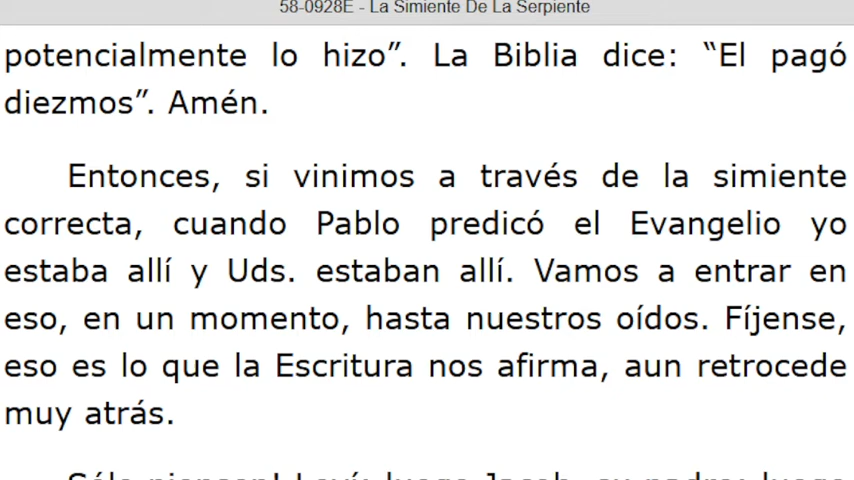 58-0928E - La Simiente De La Serpiente
potencialmente lo hizo”. La Biblia dice: “El pagó
diezmos”. Amén.
Entonces, si vinimos a través de la simiente
correcta, cuando Pablo predicó el Evangelio yo
estaba allí y Uds. estaban allí. Vamos a entrar en
eso, en un momento, hasta nuestros oídos. Fíjense,
eso es lo que la Escritura nos afirma, aun retrocede
muy atrás.